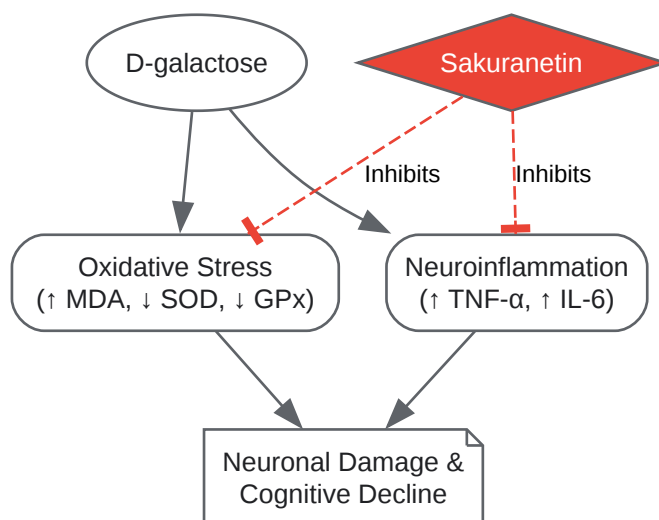 D-galactose
Sakuranetin
Inhibits
Inhibits
Oxidative Stress
(↑ MDA, ↓ SOD, ↓ GPx)
Neuroinflammation
(↑ TNF-α, ↑ IL-6)
Neuronal Damage &
Cognitive Decline